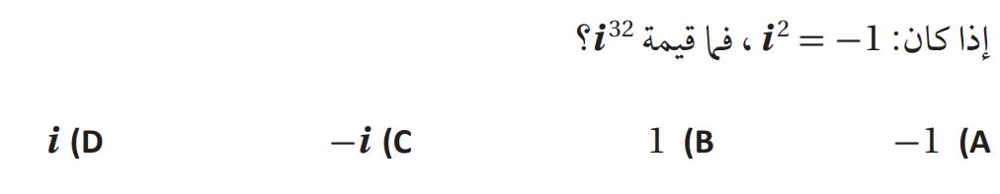 إذا كان: i² = −1 ، فما قيمة i³²؟
A) −1 B) 1 C) −i D) i